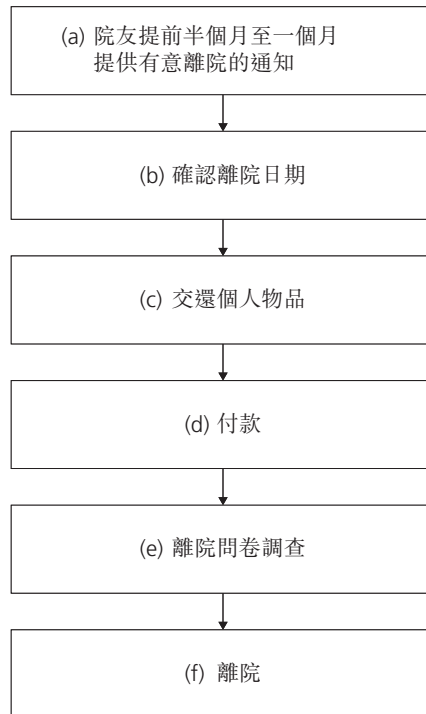 (a) 院友提前半個月至一個月
提供有意離院的通知
(b) 確認離院日期
(c) 交還個人物品
(d) 付款
(e) 離院問卷調查
(f) 離院